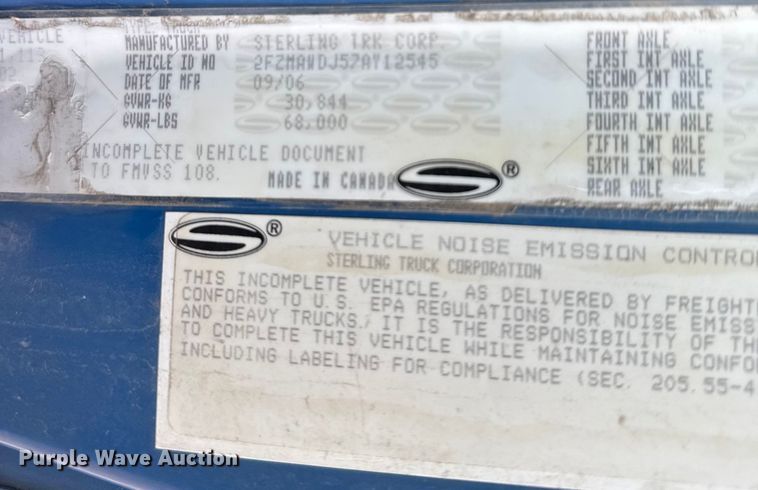 VEHICLE
TYPE: TRUCK
MANUFACTURED BY STERLING TRK CORP.
VEHICLE ID NO 2FZMAWDJ57AY12545
DATE OF MFR 09/06
GVWR-KG 30,844
GVWR-LBS 68,000
INCOMPLETE VEHICLE DOCUMENT
TO FMVSS 108. MADE IN CANADA ®
FRONT AXLE
FIRST INT AXLE
SECOND INT AXLE
THIRD INT AXLE
FOURTH INT AXLE
FIFTH INT AXLE
SIXTH INT AXLE
REAR AXLE
® VEHICLE NOISE EMISSION CONTRO
STERLING TRUCK CORPORATION
THIS INCOMPLETE VEHICLE, AS DELIVERED BY FREIGHT
CONFORMS TO U.S. EPA REGULATIONS FOR NOISE EMISS
AND HEAVY TRUCKS. IT IS THE RESPONSIBILITY OF THE
TO COMPLETE THIS VEHICLE WHILE MAINTAINING CONFO
INCLUDING LABELING FOR COMPLIANCE (SEC. 205.55-4
Purple Wave Auction